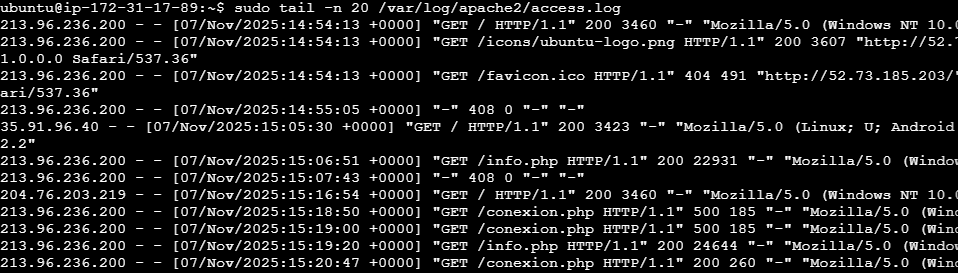 ubuntu@ip-172-31-17-89:~$ sudo tail -n 20 /var/log/apache2/access.log
213.96.236.200 - - [07/Nov/2025:14:54:13 +0000] "GET / HTTP/1.1" 200 3460 "-" "Mozilla/5.0 (Windows NT 10.0
213.96.236.200 - - [07/Nov/2025:14:54:13 +0000] "GET /icons/ubuntu-logo.png HTTP/1.1" 200 3607 "http://52.7
1.0.0.0 Safari/537.36"
213.96.236.200 - - [07/Nov/2025:14:54:13 +0000] "GET /favicon.ico HTTP/1.1" 404 491 "http://52.73.185.203/"
ari/537.36"
213.96.236.200 - - [07/Nov/2025:14:55:05 +0000] "-" 408 0 "-" "-"
35.91.96.40 - - [07/Nov/2025:15:05:30 +0000] "GET / HTTP/1.1" 200 3423 "-" "Mozilla/5.0 (Linux; U; Android
2.2"
213.96.236.200 - - [07/Nov/2025:15:06:51 +0000] "GET /info.php HTTP/1.1" 200 22931 "-" "Mozilla/5.0 (Windo
213.96.236.200 - - [07/Nov/2025:15:07:43 +0000] "-" 408 0 "-" "-"
204.76.203.219 - - [07/Nov/2025:15:16:54 +0000] "GET / HTTP/1.1" 200 3460 "-" "Mozilla/5.0 (Windows NT 10.0
213.96.236.200 - - [07/Nov/2025:15:18:50 +0000] "GET /conexion.php HTTP/1.1" 500 185 "-" "Mozilla/5.0 (Wind
213.96.236.200 - - [07/Nov/2025:15:19:00 +0000] "GET /conexion.php HTTP/1.1" 500 185 "-" "Mozilla/5.0 (Wind
213.96.236.200 - - [07/Nov/2025:15:19:20 +0000] "GET /info.php HTTP/1.1" 200 24644 "-" "Mozilla/5.0 (Windo
213.96.236.200 - - [07/Nov/2025:15:20:47 +0000] "GET /conexion.php HTTP/1.1" 200 260 "-" "Mozilla/5.0 (Wind